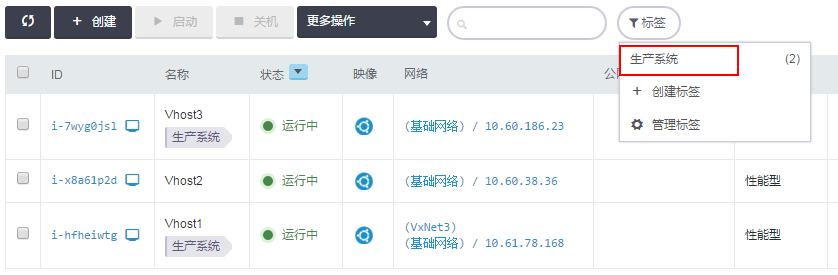 + 创建
启动
关机
更多操作
标签
生产系统 (2)
+ 创建标签
管理标签
ID 名称 状态 映像 网络 公
i-7wyg0jsl Vhost3 运行中 (基础网络) / 10.60.186.23
生产系统
i-x8a61p2d Vhost2 运行中 (基础网络) / 10.60.38.36 性能型
i-hfheiwtg Vhost1 运行中 (VxNet3) 性能型
生产系统 (基础网络) / 10.61.78.168